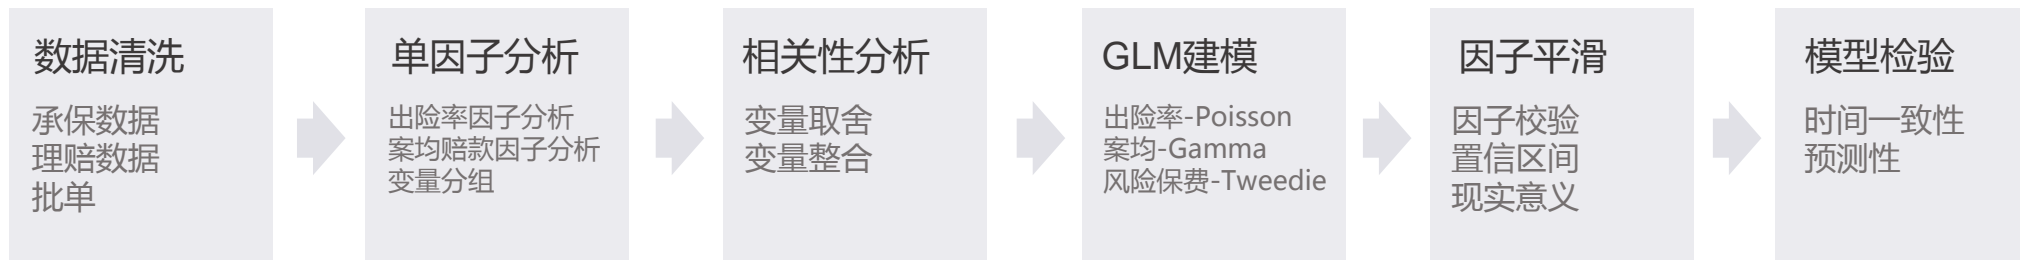 数据清洗
承保数据
理赔数据
批单
单因子分析
出险率因子分析
案均赔款因子分析
变量分组
相关性分析
变量取舍
变量整合
GLM建模
出险率-Poisson
案均-Gamma
风险保费-Tweedie
因子平滑
因子校验
置信区间
现实意义
模型检验
时间一致性
预测性